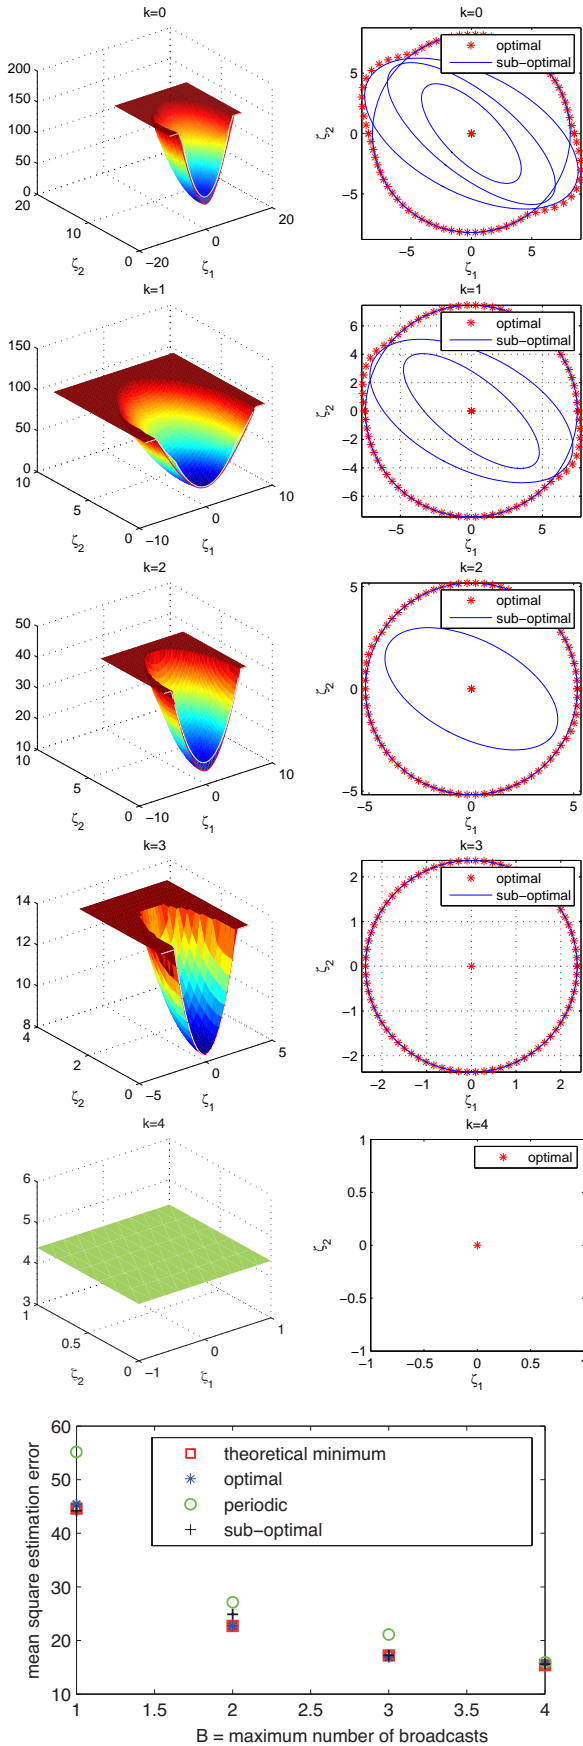 k=0
200
150
100
50
0
20
10
0
−20
0
20
ζ2
ζ1
k=0
optimal
sub-optimal
5
0
−5
−5
0
5
ζ2
ζ1
k=1
150
100
50
0
10
5
0
−10
0
10
ζ2
ζ1
k=1
optimal
sub-optimal
6
4
2
0
−2
−4
−6
−5
0
5
ζ2
ζ1
k=2
50
40
30
20
10
10
5
0
−10
0
10
ζ2
ζ1
k=2
optimal
sub-optimal
5
0
−5
−5
0
5
ζ2
ζ1
k=3
14
12
10
8
4
2
0
−5
0
5
ζ2
ζ1
k=3
optimal
sub-optimal
2
1
0
−1
−2
−2
−1
0
1
2
ζ2
ζ1
k=4
6
5
4
3
1
0.5
0
−1
0
1
ζ2
ζ1
k=4
optimal
1
0.5
0
−0.5
−1
−1
−0.5
0
0.5
1
ζ2
ζ1
60
50
40
30
20
10
mean square estimation error
theoretical minimum
optimal
periodic
sub-optimal
1
1.5
2
2.5
3
3.5
4
B = maximum number of broadcasts